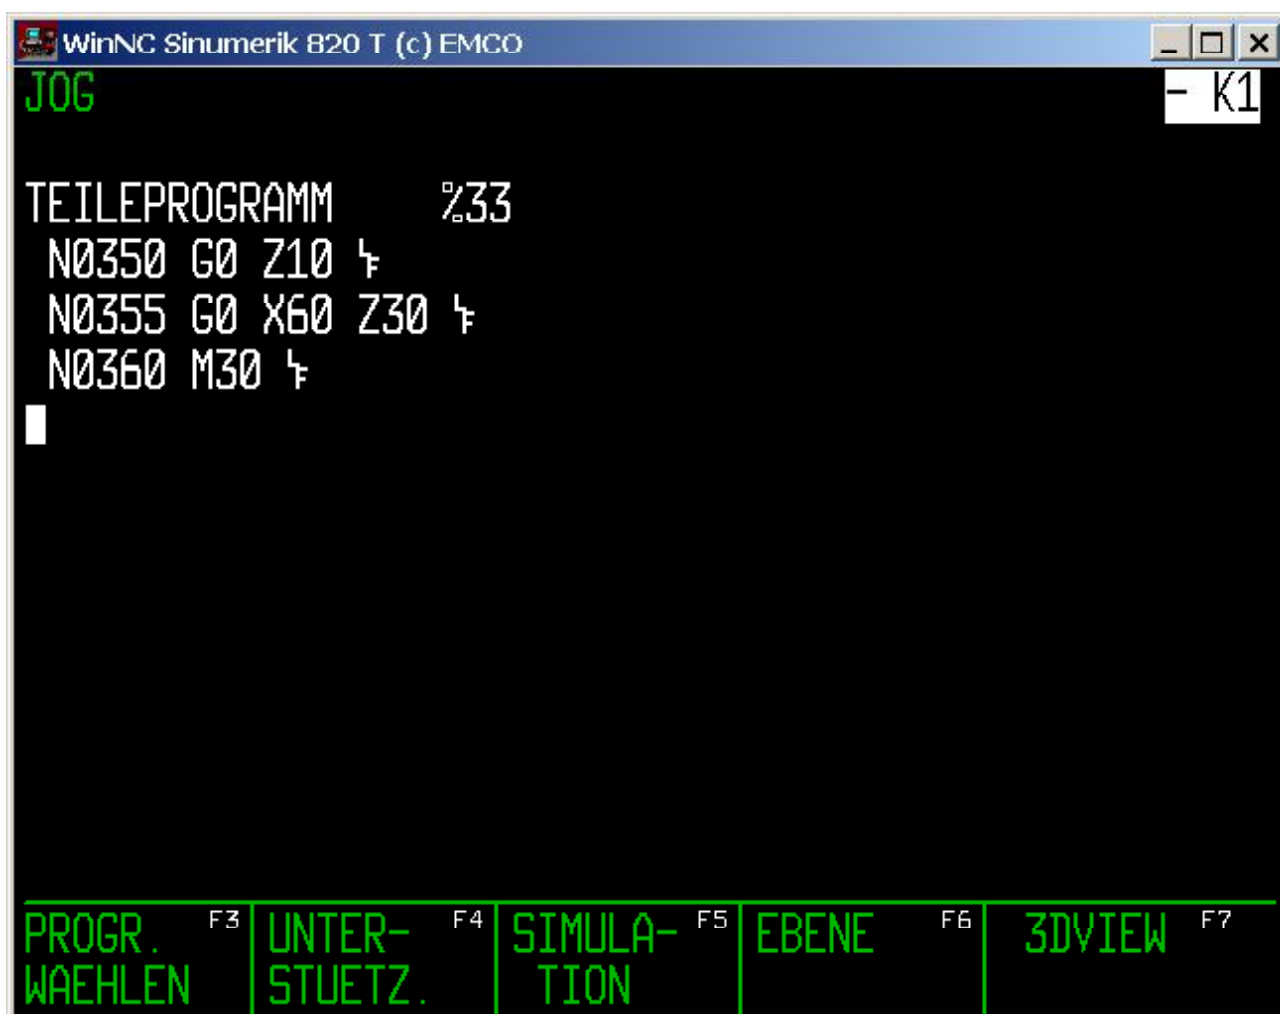 WinNC Sinumerik 820 T (c) EMCO
JOG
- K1
TEILEPROGRAMM %33
N0350 G0 Z10 ␊
N0355 G0 X60 Z30 ␊
N0360 M30 ␊
PROGR. WAEHLEN F3
UNTER- STUETZ. F4
SIMULA- TION F5
EBENE F6
3DVIEW F7